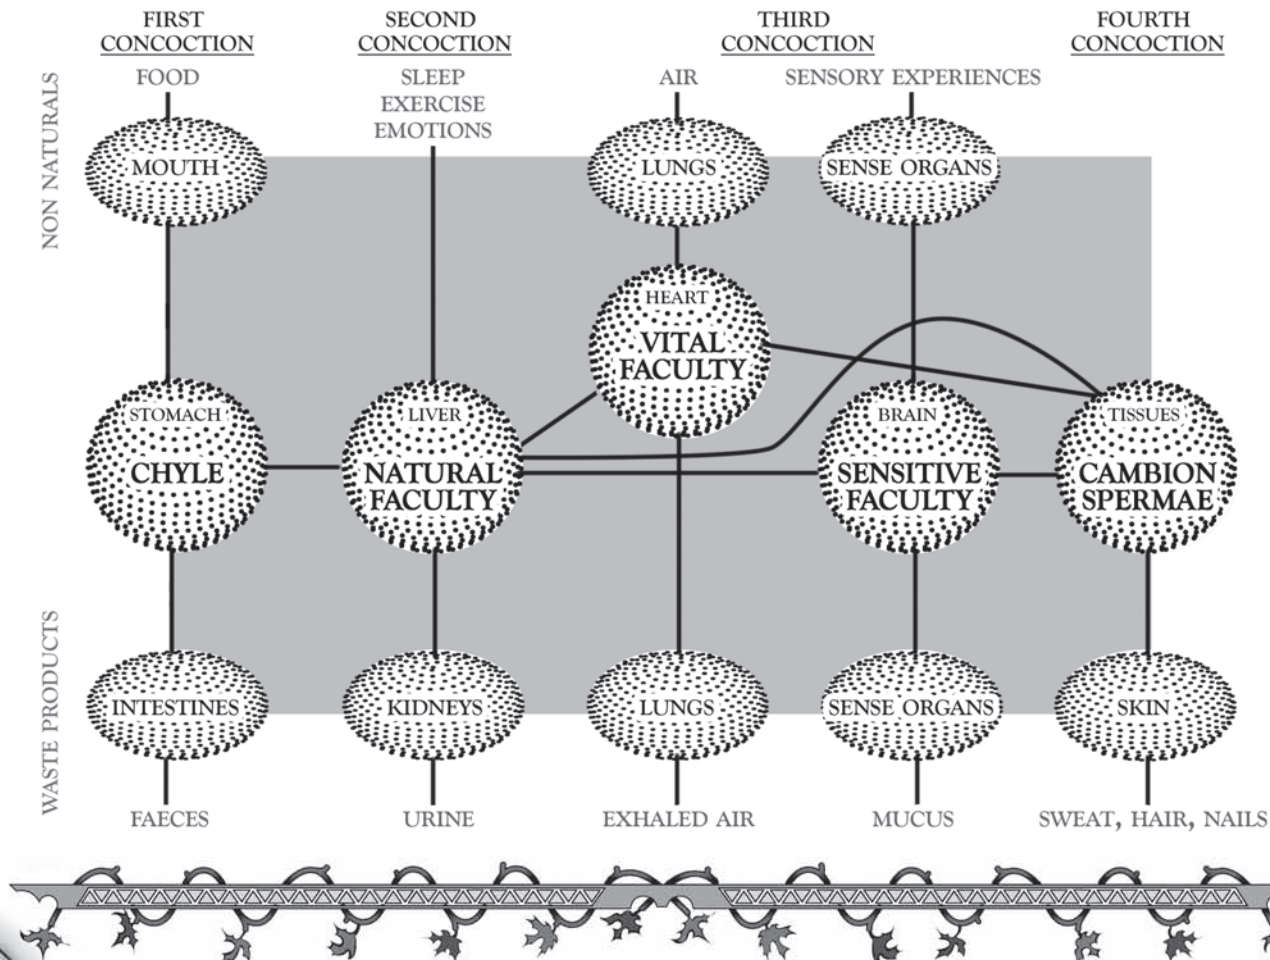 FIRST
CONCOCTION
SECOND
CONCOCTION
THIRD
CONCOCTION
FOURTH
CONCOCTION
NON NATURALS
FOOD
SLEEP
EXERCISE
EMOTIONS
AIR
SENSORY EXPERIENCES
MOUTH
LUNGS
SENSE ORGANS
HEART
VITAL
FACULTY
STOMACH
CHYLE
LIVER
NATURAL
FACULTY
BRAIN
SENSITIVE
FACULTY
TISSUES
CAMBION
SPERMAE
WASTE PRODUCTS
INTESTINES
KIDNEYS
LUNGS
SENSE ORGANS
SKIN
FAECES
URINE
EXHALED AIR
MUCUS
SWEAT, HAIR, NAILS